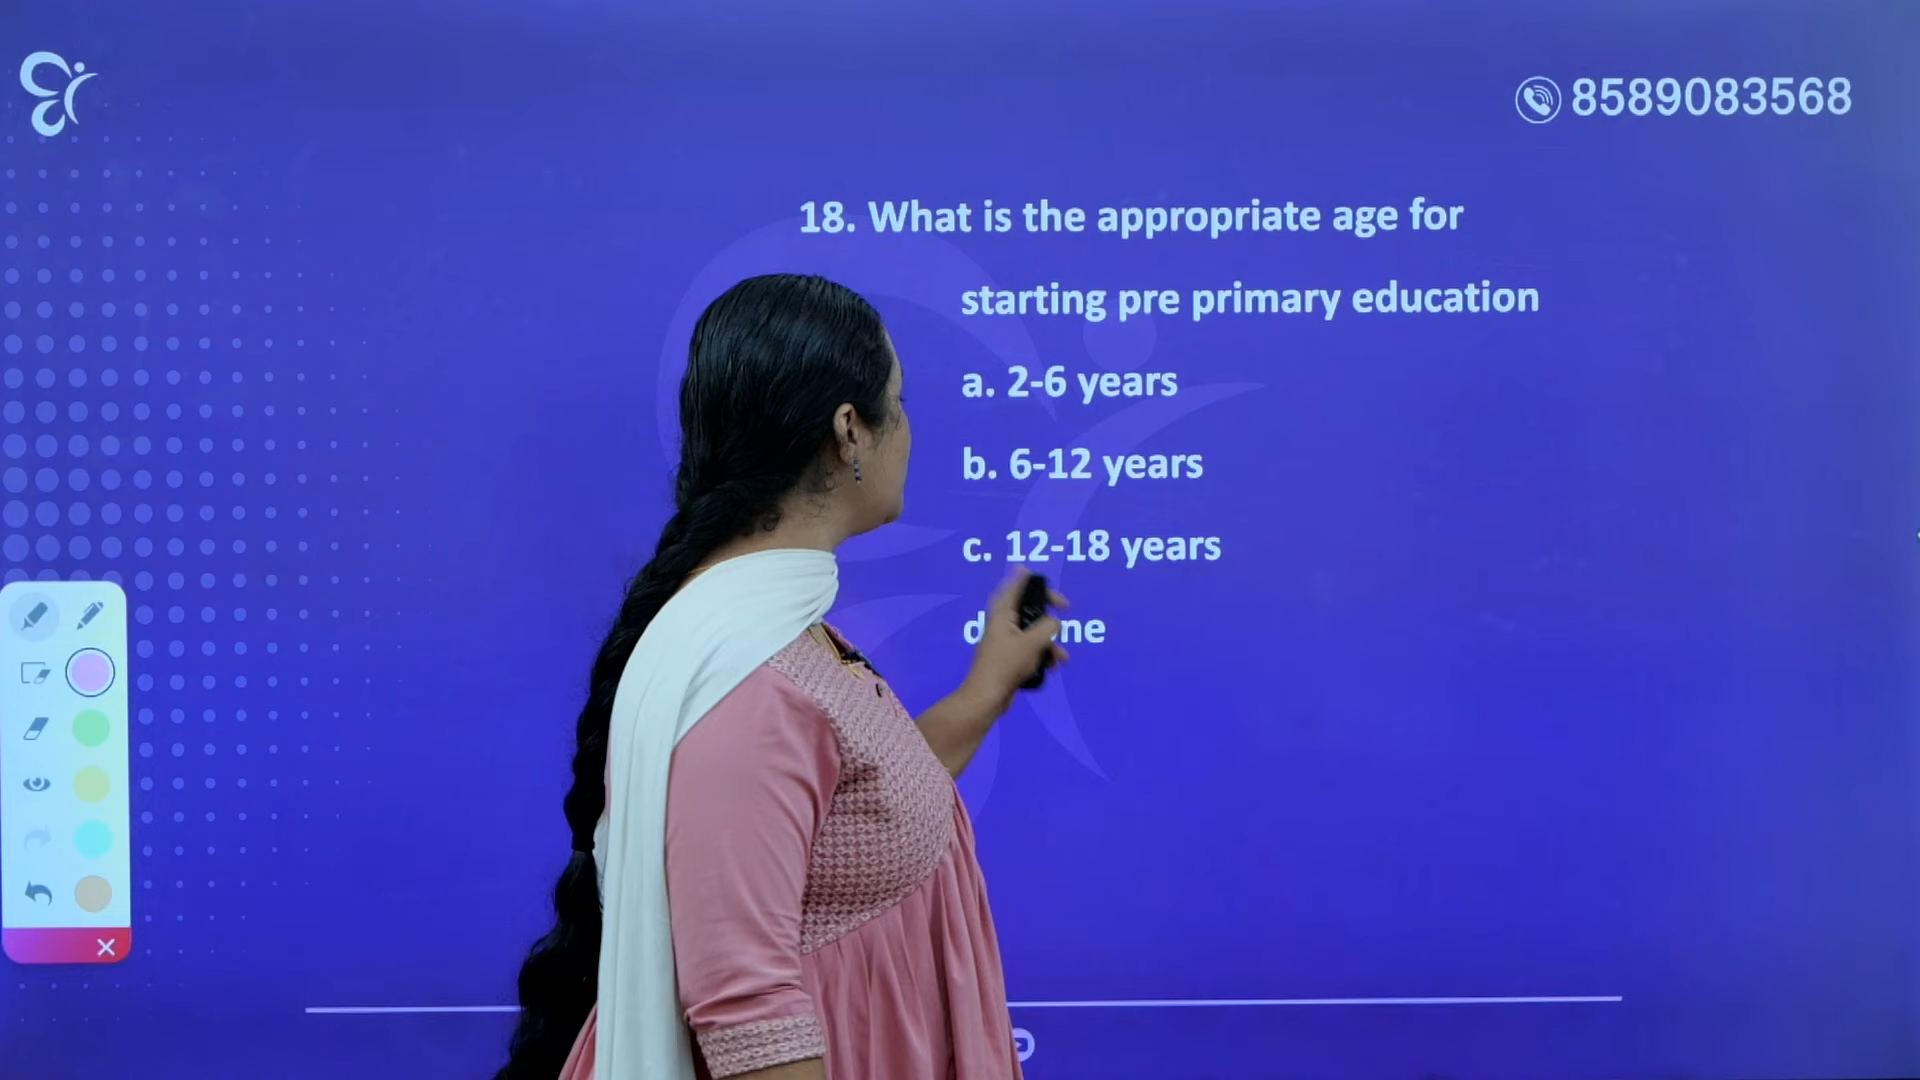 8589083568
18. What is the appropriate age for
starting pre primary education
a. 2-6 years
b. 6-12 years
c. 12-18 years